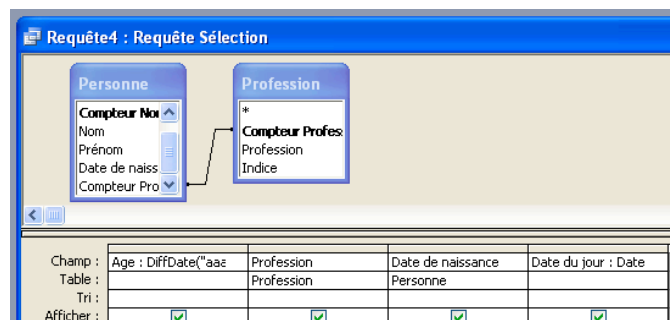 Requête4 : Requête Sélection
Personne
Compteur No
Nom
Prénom
Date de naiss
Compteur Pro
Profession
*
Compteur Profes
Profession
Indice
Champ : Age : DiffDate("aaa Profession Date de naissance Date du jour : Date
Table : Profession Personne
Tri :
Afficher :